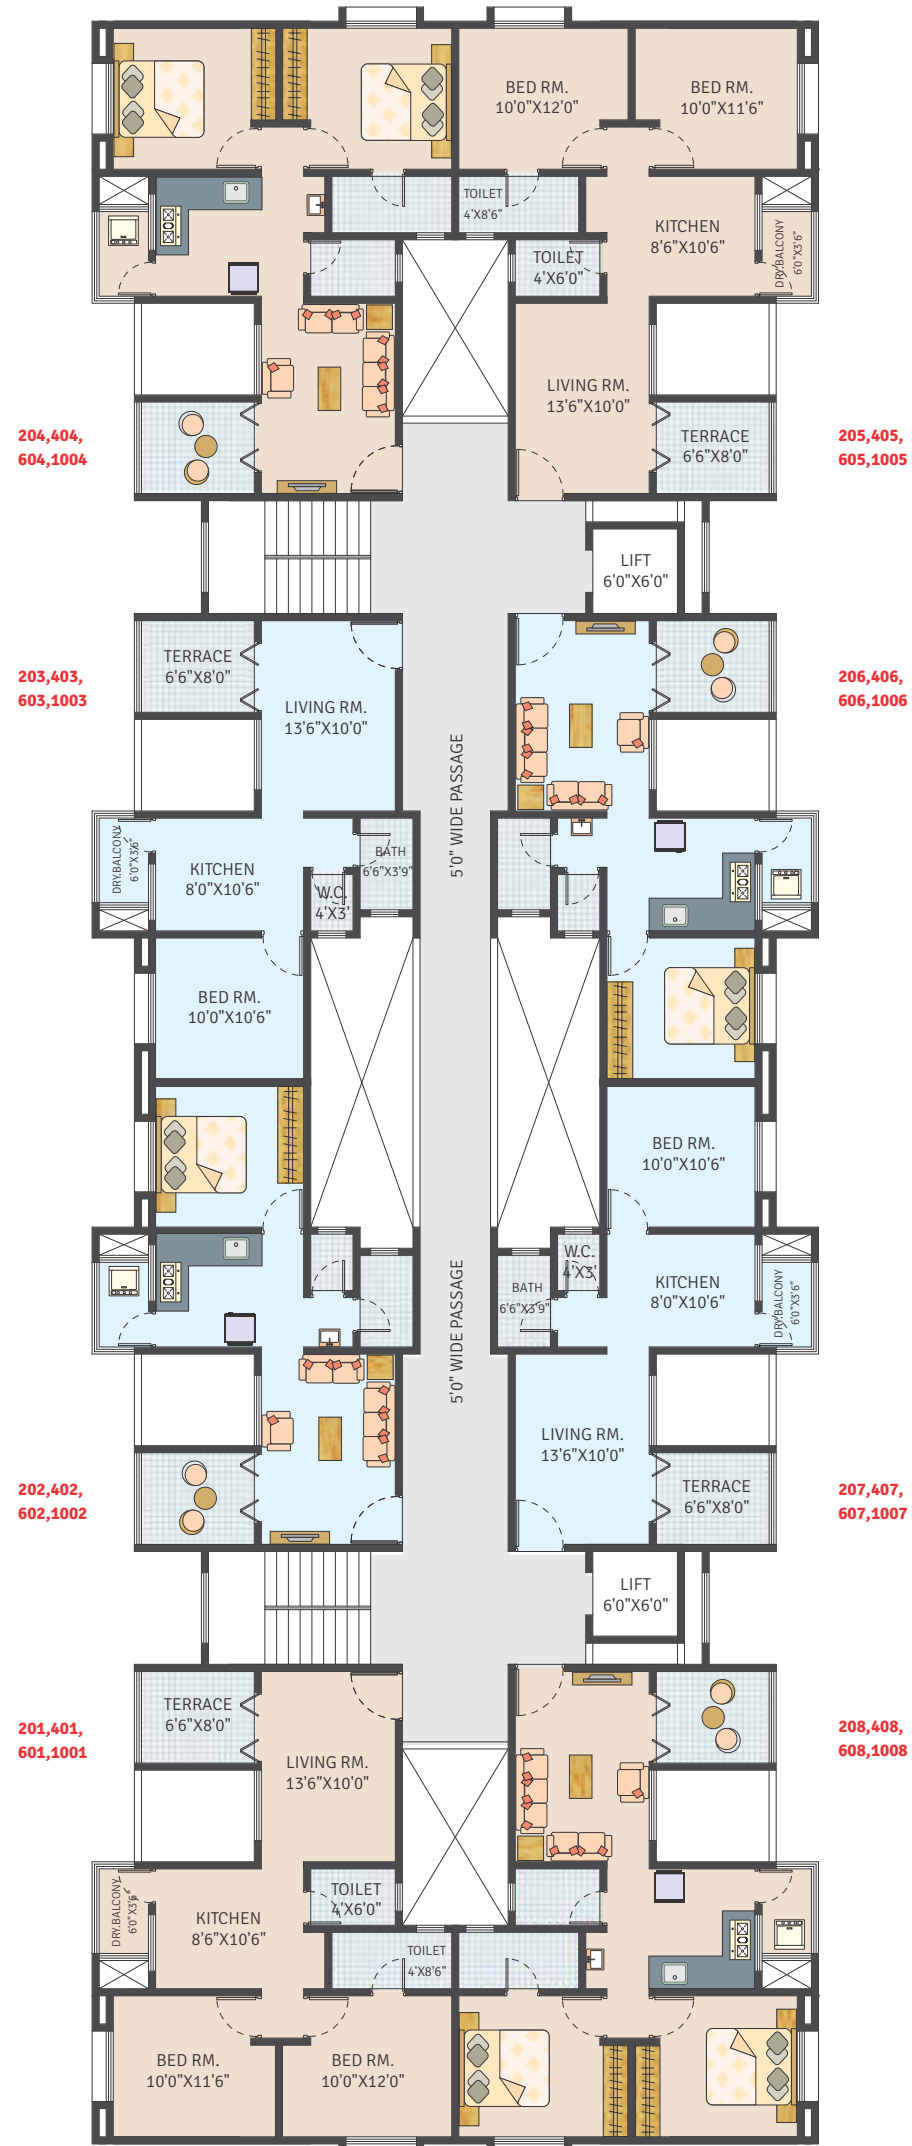 BED RM.
10'0"X12'0"
BED RM.
10'0"X11'6"
TOILET
4'X8'6"
KITCHEN
8'6"X10'6"
DRY.BALCONY
6'0"X3'6"
TOILET
4'X6'0"
LIVING RM.
13'6"X10'0"
204,404,
604,1004
TERRACE
6'6"X8'0"
205,405,
605,1005
LIFT
6'0"X6'0"
203,403,
603,1003
TERRACE
6'6"X8'0"
LIVING RM.
13'6"X10'0"
206,406,
606,1006
5'0" WIDE PASSAGE
DRY.BALCONY
6'0"X3'6"
KITCHEN
8'0"X10'6"
BATH
6'6"X3'9"
W.C.
4'X3'
BED RM.
10'0"X10'6"
BED RM.
10'0"X10'6"
W.C.
4'X3'
BATH
6'6"X3'9"
KITCHEN
8'0"X10'6"
DRY.BALCONY
6'0"X3'6"
5'0" WIDE PASSAGE
LIVING RM.
13'6"X10'0"
202,402,
602,1002
TERRACE
6'6"X8'0"
207,407,
607,1007
LIFT
6'0"X6'0"
201,401,
601,1001
TERRACE
6'6"X8'0"
LIVING RM.
13'6"X10'0"
208,408,
608,1008
DRY.BALCONY
6'0"X3'6"
KITCHEN
8'6"X10'6"
TOILET
4'X6'0"
TOILET
4'X8'6"
BED RM.
10'0"X11'6"
BED RM.
10'0"X12'0"